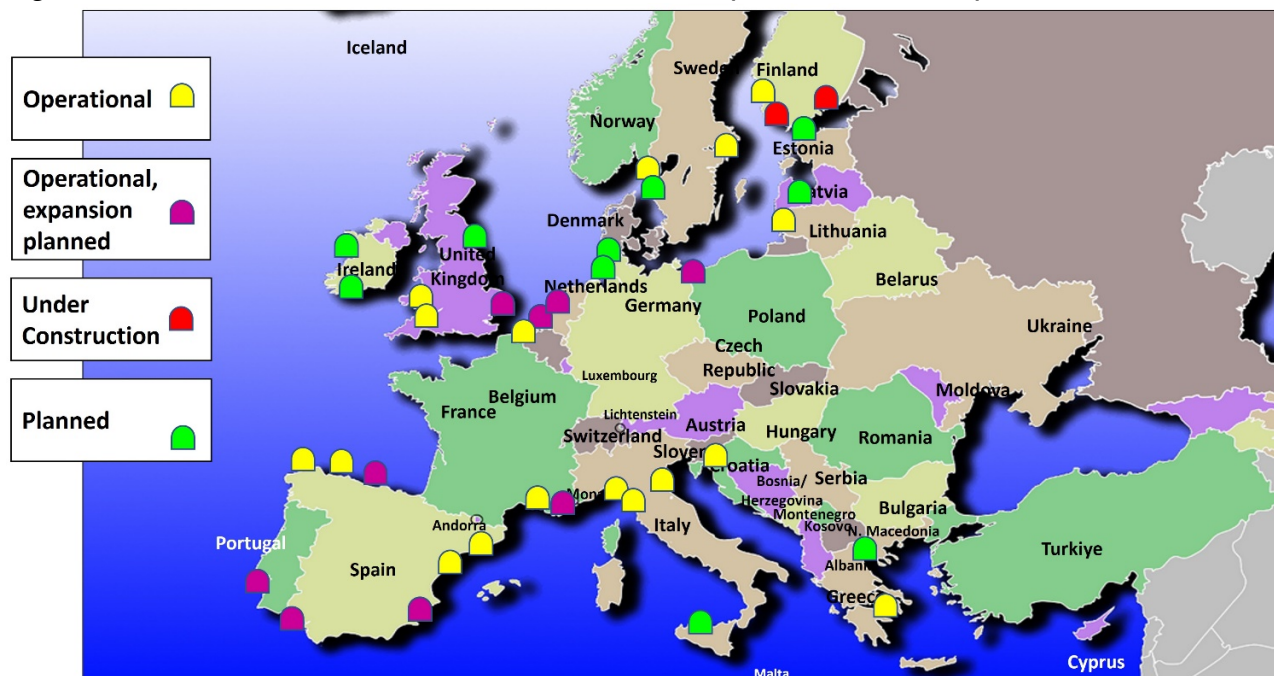 Iceland
Operational
Operational,
expansion
planned
Under
Construction
Planned
Sweden
Finland
Norway
Estonia
Latvia
Denmark
Lithuania
United
Kingdom
Ireland
Netherlands
Belarus
Germany
Poland
Ukraine
Czech
Republic
Luxembourg
Slovakia
Belgium
Moldova
France
Lichtenstein
Austria
Switzerland
Hungary
Romania
Croatia
Serbia
Bosnia/
Herzegovina
Bulgaria
Montenegro
Kosovo
N. Macedonia
Andorra
Italy
Portugal
Spain
Turkiye
Greece
Cyprus
Malta